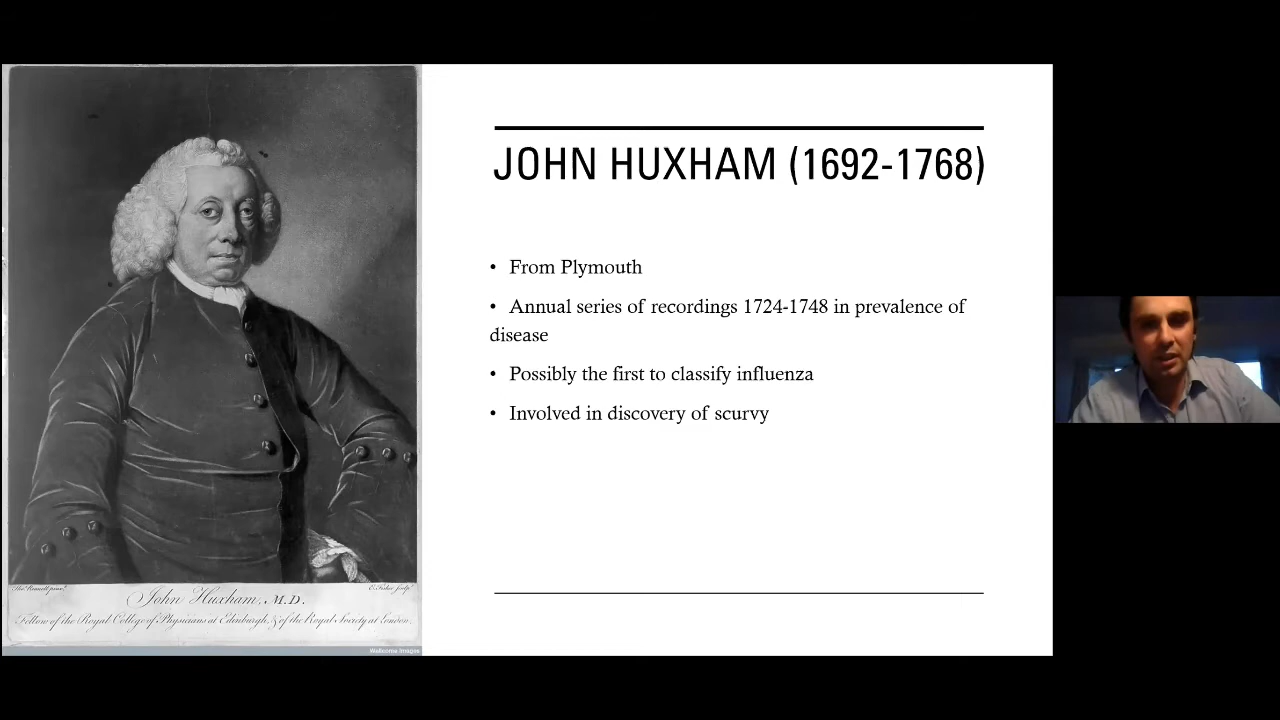 JOHN HUXHAM (1692-1768)
• From Plymouth
• Annual series of recordings 1724-1748 in prevalence of
disease
• Possibly the first to classify influenza
• Involved in discovery of scurvy
John Huxham, M.D.
Fellow of the Royal College of Physicians at Edinburgh, & of the Royal Society at London.
Wellcome Images